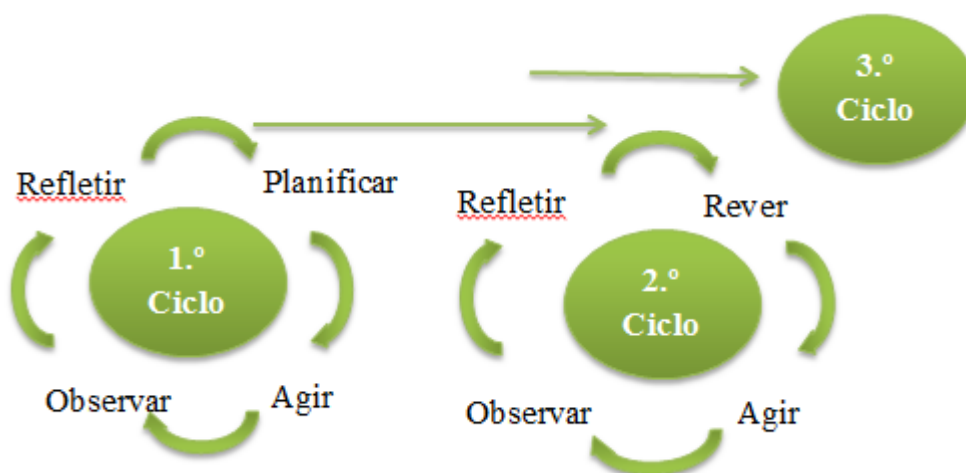 3.º
Ciclo
Refletir
Planificar
1.º
Ciclo
Observar
Agir
Refletir
Rever
2.º
Ciclo
Observar
Agir